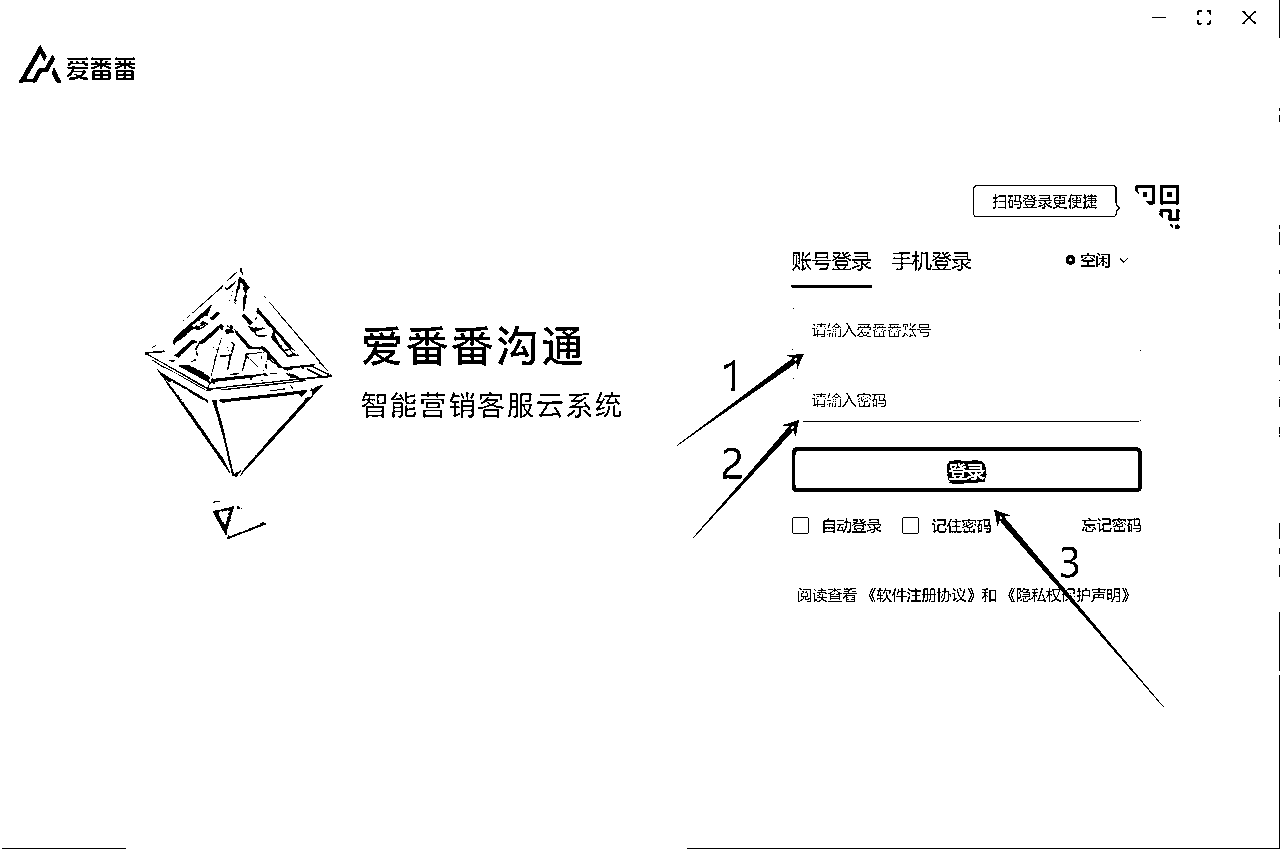 爱番番
扫码登录更便捷
账号登录 手机登录 空闲
请输入爱番番账号
1
爱番番沟通
智能营销客服云系统
请输入密码
2
登录
自动登录 记住密码 忘记密码
3
阅读查看《软件注册协议》和《隐私权保护声明》